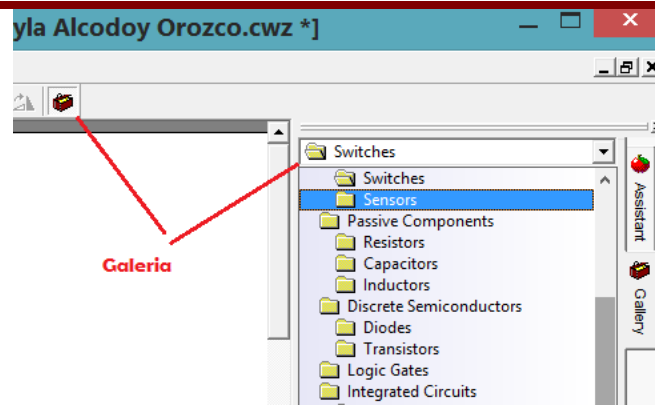 yla Alcodoy Orozco.cwz *]
Switches
Switches
Sensors
Passive Components
Resistors
Capacitors
Inductors
Discrete Semiconductors
Diodes
Transistors
Logic Gates
Integrated Circuits
Galeria
Assistant
Gallery